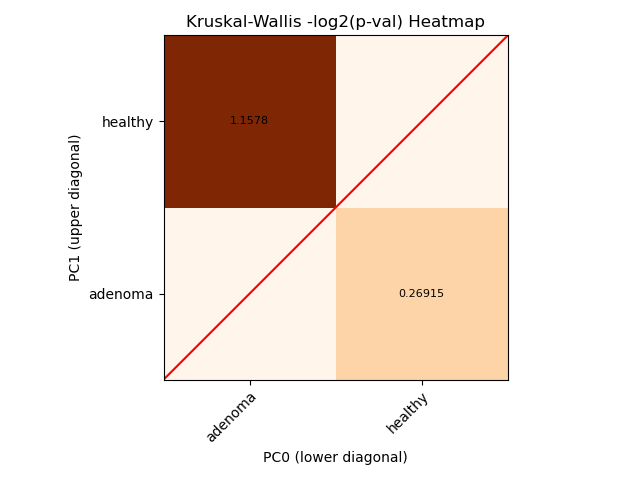 Kruskal-Wallis -log2(p-val) Heatmap
PC1 (upper diagonal)
healthy
1.1578
adenoma
0.26915
adenoma
healthy
PC0 (lower diagonal)